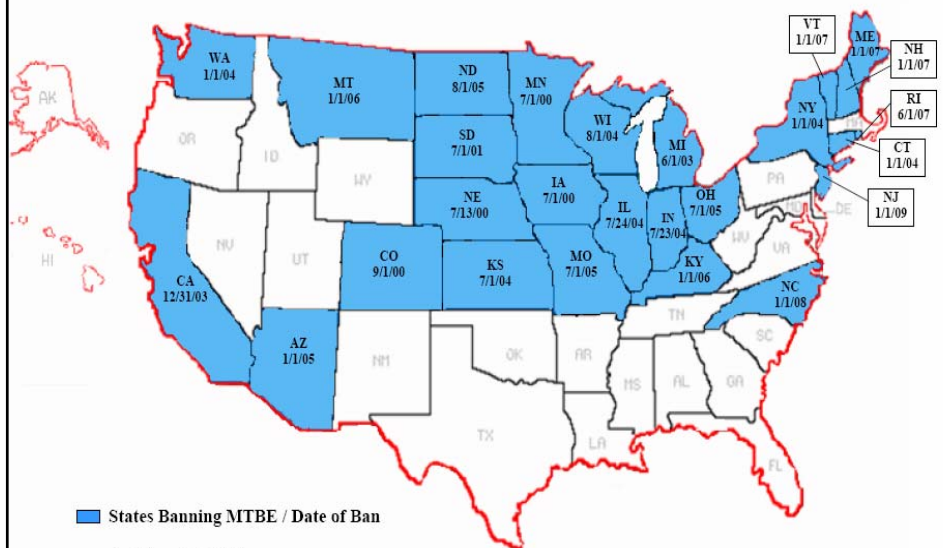 VT
1/1/07
ME
1/1/07
NH
1/1/07
WA
1/1/04
MT
1/1/06
ND
8/1/05
MN
7/1/00
AK
OR
ID
WY
SD
7/1/01
WI
8/1/04
MI
6/1/03
NY
1/1/04
MA
RI
6/1/07
CT
1/1/04
NJ
1/1/09
PA
NE
7/13/00
IA
7/1/00
IL
7/24/04
IN
7/23/04
OH
7/1/05
MD
DE
WV
VA
HI
NV
UT
CO
9/1/00
KS
7/1/04
MO
7/1/05
KY
1/1/06
CA
12/31/03
NC
1/1/08
TN
AZ
1/1/05
NM
OK
AR
SC
MS
AL
GA
TX
LA
FL
States Banning MTBE / Date of Ban